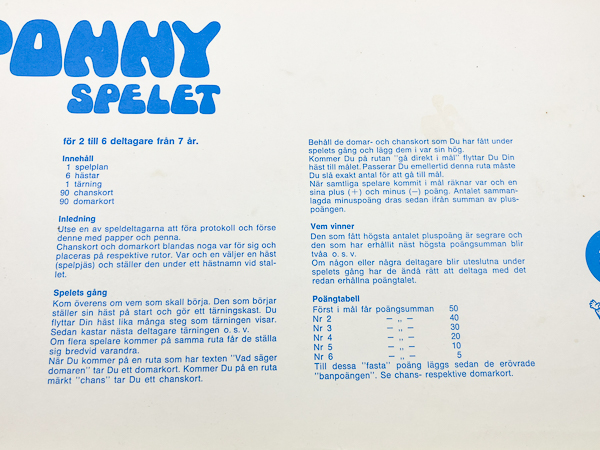 PONNY
SPELET
för 2 till 6 deltagare från 7 år.
Innehåll
1 spelplan
6 hästar
1 tärning
90 chanskort
90 domarkort
Inledning
Utse en av speldeltagarna att föra protokoll och förse
denne med papper och penna.
Chanskort och domarkort blandas noga var för sig och
placeras på respektive rutor. Var och en väljer en häst
(spelpjäs) och ställer den under ett hästnamn vid stal-
let.
Spelets gång
Kom överens om vem som skall börja. Den som börjar
ställer sin häst på start och gör ett tärningskast. Du
flyttar Din häst lika många steg som tärningen visar.
Sedan kastar nästa deltagare tärningen o. s. v.
Om flera spelare kommer på samma ruta får de ställa
sig bredvid varandra.
När Du kommer på en ruta som har texten "Vad säger
domaren" tar Du ett domarkort. Kommer Du på en ruta
märkt "chans" tar Du ett chanskort.
Behåll de domar- och chanskort som Du har fått under
spelets gång och lägg dem i var sin hög.
Kommer Du på rutan "gå direkt i mål" flyttar Du Din
häst till målet. Passerar Du emellertid denna ruta måste
Du slå exakt antal för att gå till mål.
När samtliga spelare kommit i mål räknar var och en
sina plus (+) och minus (−) poäng. Antalet samman-
lagda minuspoäng dras sedan ifrån summan av plus-
poängen.
Vem vinner
Den som fått högsta antalet pluspoäng är segrare och
den som har erhållit näst högsta poängsumman blir
tvåa o. s. v.
Om någon eller några deltagare blir uteslutna under
spelets gång har de ändå rätt att deltaga med det
redan erhållna poängtalet.
Poängtabell
Först i mål får poängsumman 50
Nr 2 — ,, — 40
Nr 3 — ,, — 30
Nr 4 — ,, — 20
Nr 5 — ,, — 10
Nr 6 — ,, — 5
Till dessa "fasta" poäng läggs sedan de erövrade
"banpoängen". Se chans- respektive domarkort.